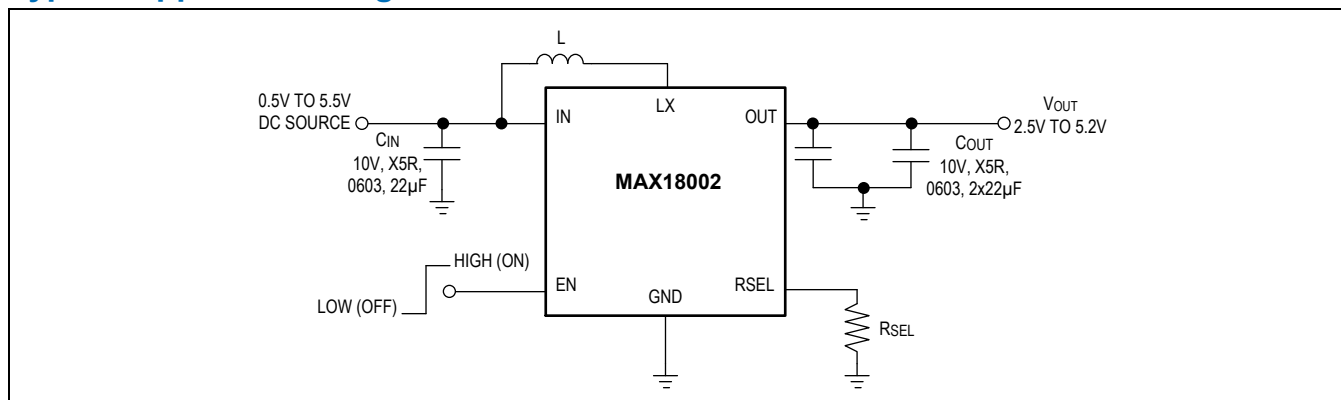 L
0.5V TO 5.5V
DC SOURCE
CIN
10V, X5R,
0603, 22µF
IN
LX
OUT
MAX18002
VOUT
2.5V TO 5.2V
COUT
10V, X5R,
0603, 2x22µF
HIGH (ON)
LOW (OFF)
EN
GND
RSEL
RSEL